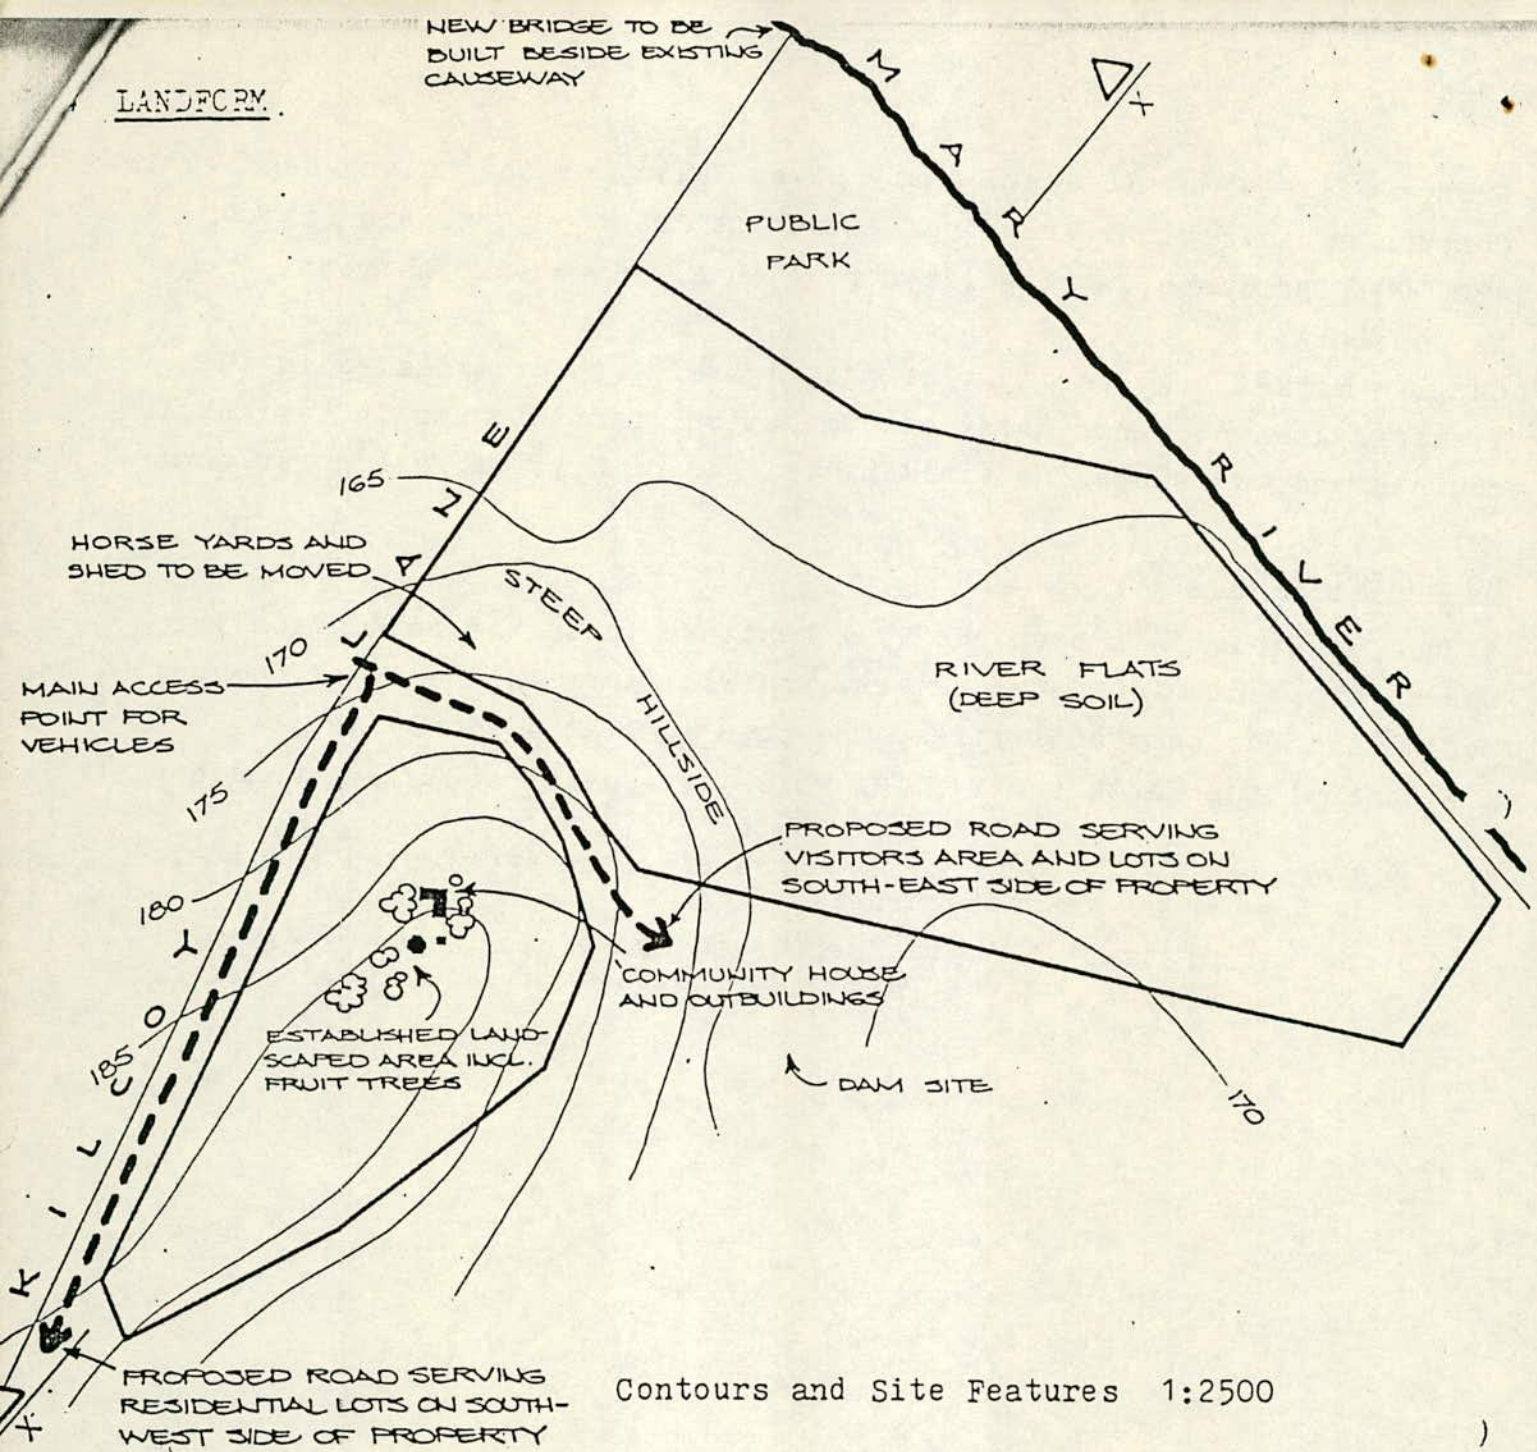 NEW BRIDGE TO BE
BUILT BESIDE EXISTING
CAUSEWAY
LANDFORM.
MARY RIVER
X
PUBLIC
PARK
KILCOY LANE
165
HORSE YARDS AND
SHED TO BE MOVED
STEEP
HILLSIDE
170
MAIN ACCESS
POINT FOR
VEHICLES
175
RIVER FLATS
(DEEP SOIL)
PROPOSED ROAD SERVING
VISITORS AREA AND LOTS ON
SOUTH-EAST SIDE OF PROPERTY
180
COMMUNITY HOUSE
AND OUTBUILDINGS
ESTABLISHED LAND-
SCAPED AREA INCL.
FRUIT TREES
185
DAM SITE
170
PROPOSED ROAD SERVING
RESIDENTIAL LOTS ON SOUTH-
WEST SIDE OF PROPERTY
X
Contours and Site Features 1:2500